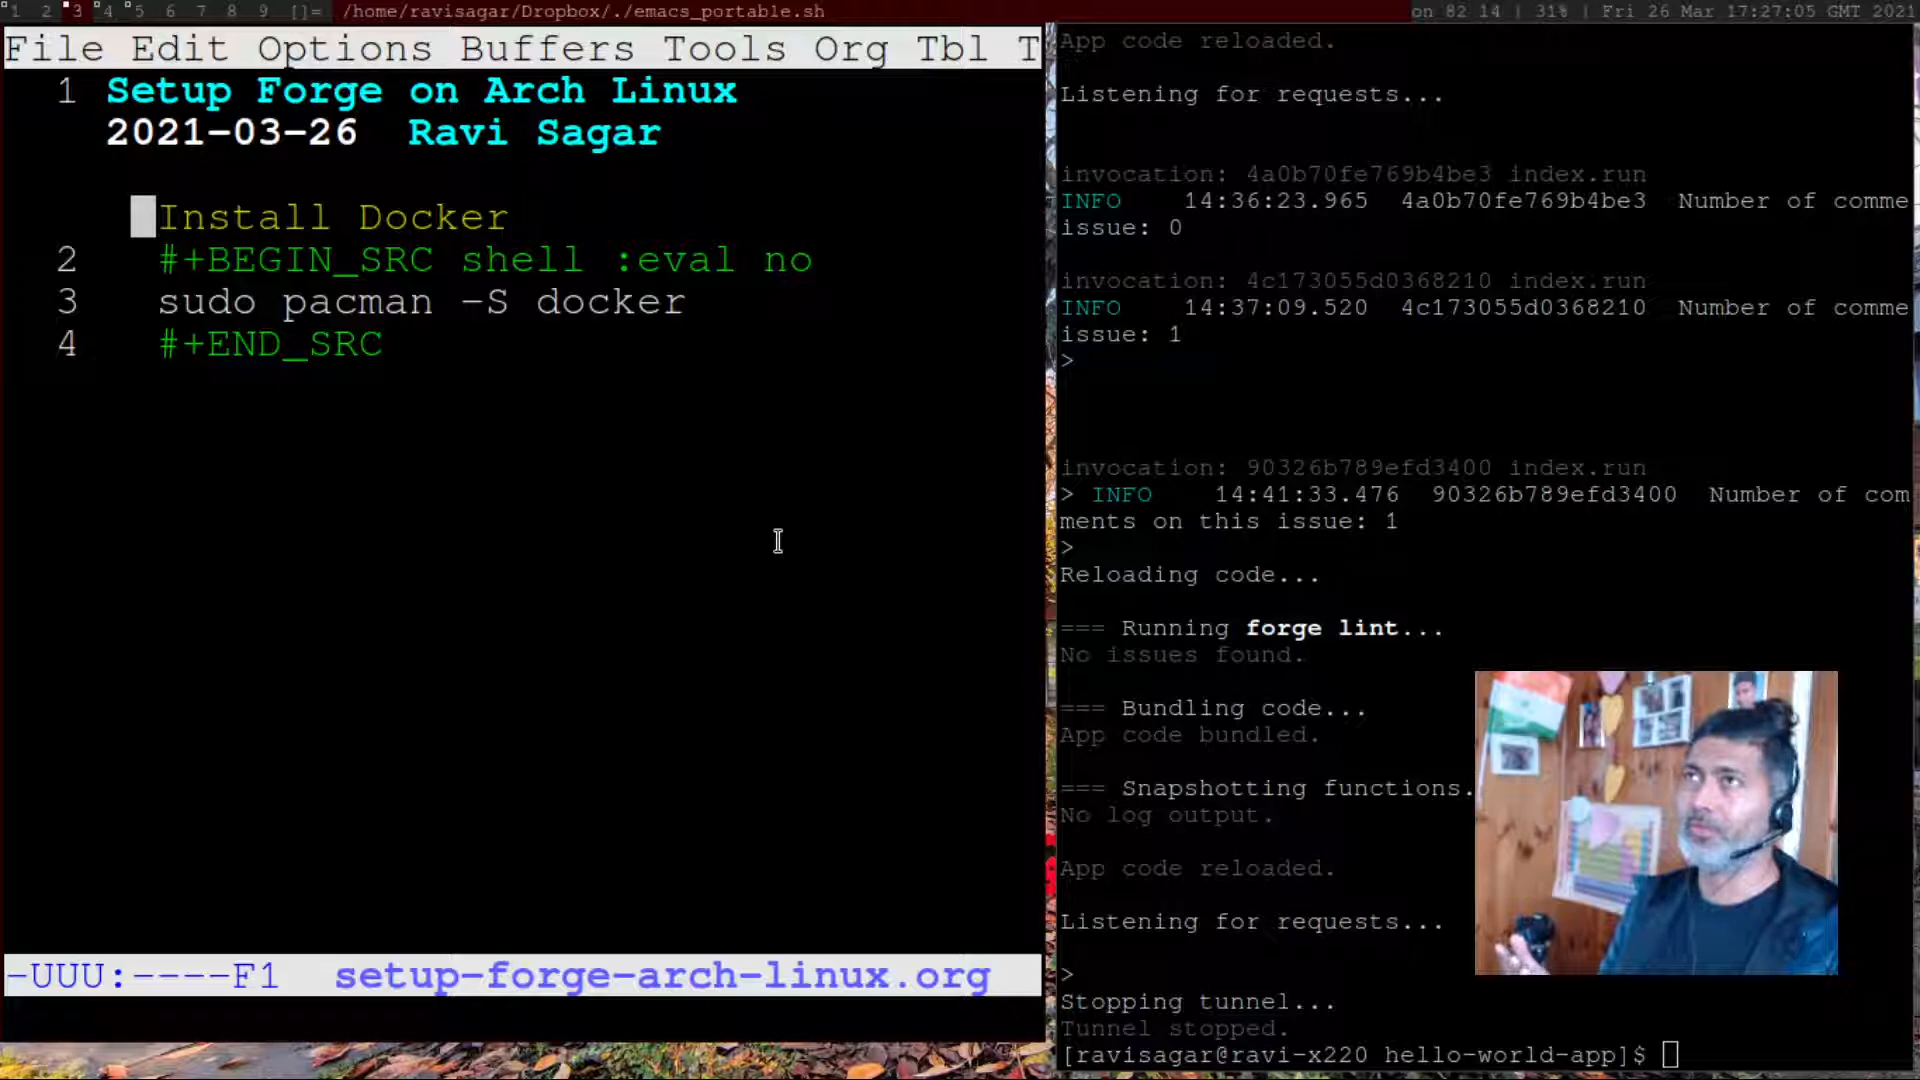 1 2 3 4 5 6 7 8 9 []= /home/ravisagar/Dropbox/./emacs_portable.sh
on 82 14 | 31% | Fri 26 Mar 17:27:05 GMT 2021
File Edit Options Buffers Tools Org Tbl T
1 Setup Forge on Arch Linux
2021-03-26 Ravi Sagar
Install Docker
2 #+BEGIN_SRC shell :eval no
3 sudo pacman -S docker
4 #+END_SRC
-UUU:----F1 setup-forge-arch-linux.org
App code reloaded.
Listening for requests...
invocation: 4a0b70fe769b4be3 index.run
INFO 14:36:23.965 4a0b70fe769b4be3 Number of comme
issue: 0
invocation: 4c173055d0368210 index.run
INFO 14:37:09.520 4c173055d0368210 Number of comme
issue: 1
>
invocation: 90326b789efd3400 index.run
> INFO 14:41:33.476 90326b789efd3400 Number of com
ments on this issue: 1
>
Reloading code...
=== Running forge lint...
No issues found.
=== Bundling code...
App code bundled.
=== Snapshotting functions.
No log output.
App code reloaded.
Listening for requests...
>
Stopping tunnel...
Tunnel stopped.
[ravisagar@ravi-x220 hello-world-app]$